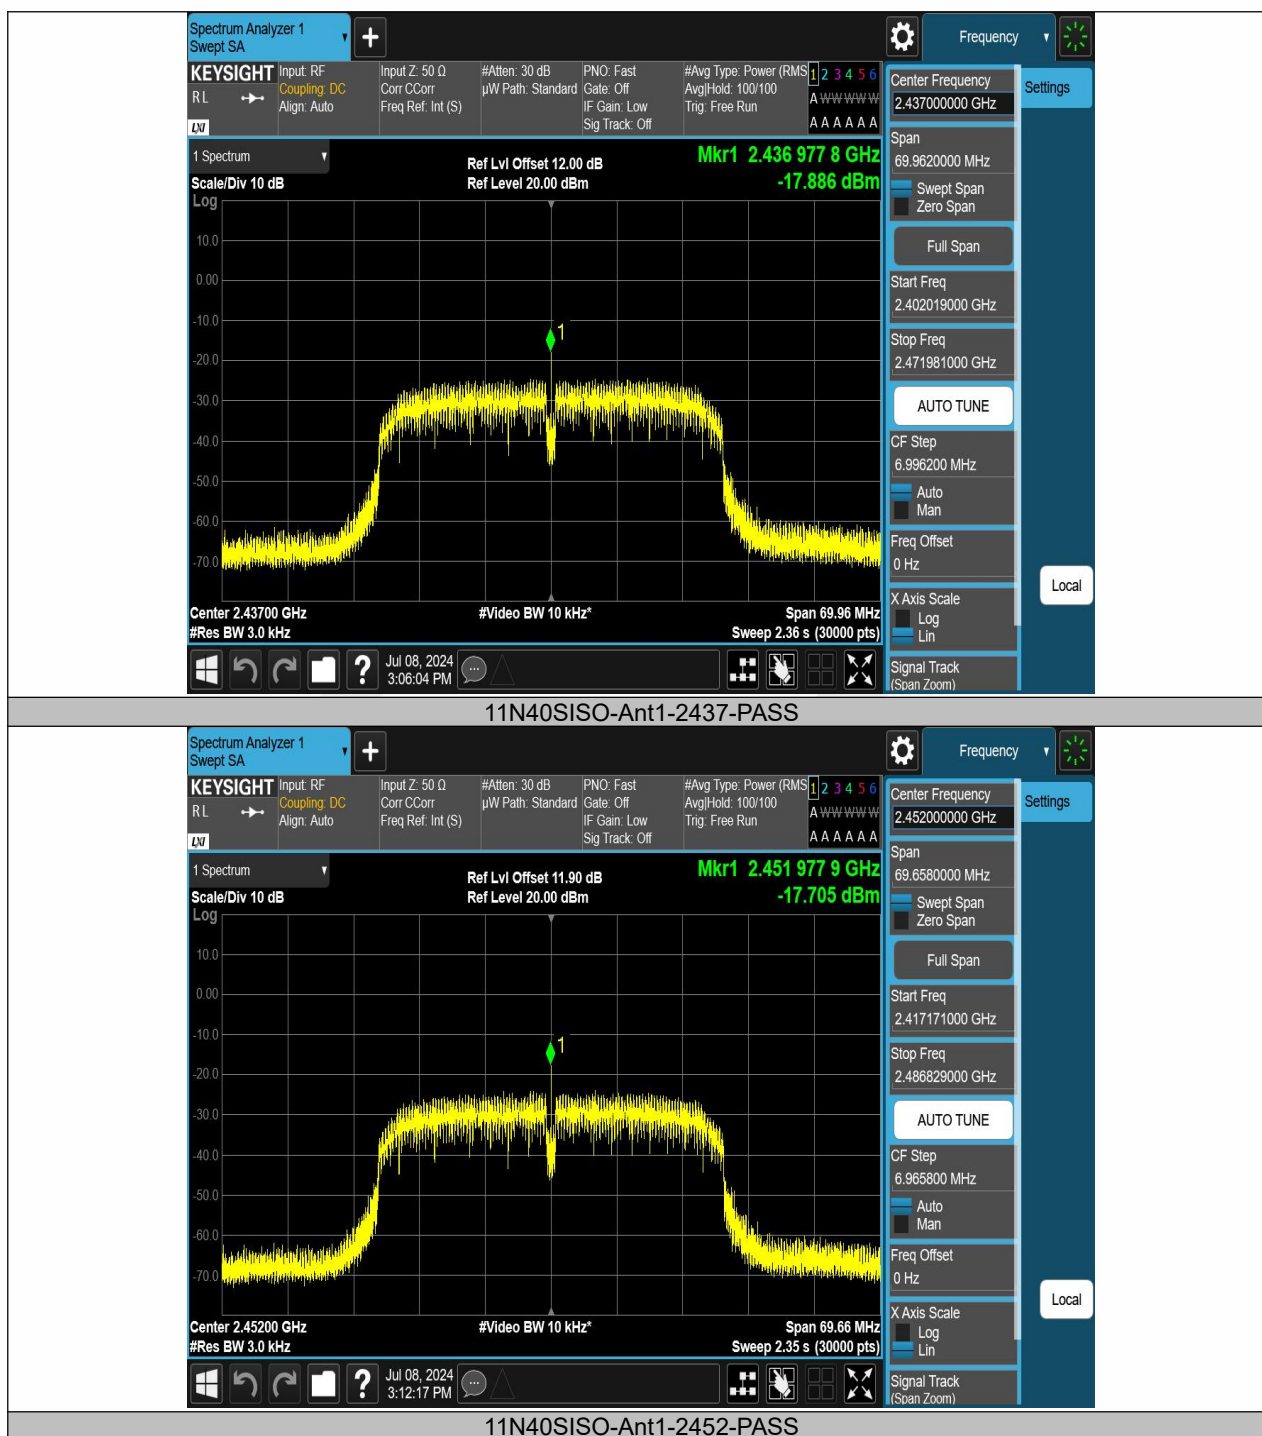 Spectrum Analyzer 1
Swept SA
+
Frequency
KEYSIGHT
R L
LXI
Input: RF
Coupling: DC
Align: Auto
Input Z: 50 Ω
Corr CCorr
Freq Ref: Int (S)
#Atten: 30 dB
µW Path: Standard
PNO: Fast
Gate: Off
IF Gain: Low
Sig Track: Off
#Avg Type: Power (RMS
Avg|Hold: 100/100
Trig: Free Run
1 2 3 4 5 6
A W W W W W
A A A A A A
Center Frequency
2.437000000 GHz
Settings
Span
69.9620000 MHz
Swept Span
Zero Span
Full Span
Start Freq
2.402019000 GHz
Stop Freq
2.471981000 GHz
AUTO TUNE
CF Step
6.996200 MHz
Auto
Man
Freq Offset
0 Hz
X Axis Scale
Log
Lin
Local
Signal Track
(Span Zoom)
1 Spectrum
Scale/Div 10 dB
Log
Ref Lvl Offset 12.00 dB
Ref Level 20.00 dBm
Mkr1 2.436 977 8 GHz
-17.886 dBm
10.0
0.00
-10.0
1
-20.0
-30.0
-40.0
-50.0
-60.0
-70.0
Center 2.43700 GHz
#Res BW 3.0 kHz
#Video BW 10 kHz*
Span 69.96 MHz
Sweep 2.36 s (30000 pts)
?
Jul 08, 2024
3:06:04 PM
11N40SISO-Ant1-2437-PASS
Spectrum Analyzer 1
Swept SA
+
Frequency
KEYSIGHT
R L
LXI
Input: RF
Coupling: DC
Align: Auto
Input Z: 50 Ω
Corr CCorr
Freq Ref: Int (S)
#Atten: 30 dB
µW Path: Standard
PNO: Fast
Gate: Off
IF Gain: Low
Sig Track: Off
#Avg Type: Power (RMS
Avg|Hold: 100/100
Trig: Free Run
1 2 3 4 5 6
A W W W W W
A A A A A A
Center Frequency
2.452000000 GHz
Settings
Span
69.6580000 MHz
Swept Span
Zero Span
Full Span
Start Freq
2.417171000 GHz
Stop Freq
2.486829000 GHz
AUTO TUNE
CF Step
6.965800 MHz
Auto
Man
Freq Offset
0 Hz
X Axis Scale
Log
Lin
Local
Signal Track
(Span Zoom)
1 Spectrum
Scale/Div 10 dB
Log
Ref Lvl Offset 11.90 dB
Ref Level 20.00 dBm
Mkr1 2.451 977 9 GHz
-17.705 dBm
10.0
0.00
-10.0
1
-20.0
-30.0
-40.0
-50.0
-60.0
-70.0
Center 2.45200 GHz
#Res BW 3.0 kHz
#Video BW 10 kHz*
Span 69.66 MHz
Sweep 2.35 s (30000 pts)
?
Jul 08, 2024
3:12:17 PM
11N40SISO-Ant1-2452-PASS